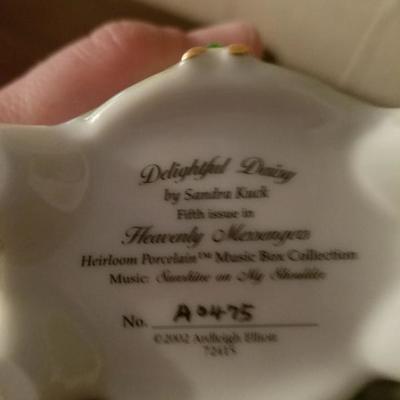 Delightful Daisy
by Sandra Kuck
Fifth issue in
Heavenly Messengers
Heirloom Porcelain™ Music Box Collection
Music: Sunshine on My Shoulder
No. A0475
©2002 Ardleigh Elliott
72415